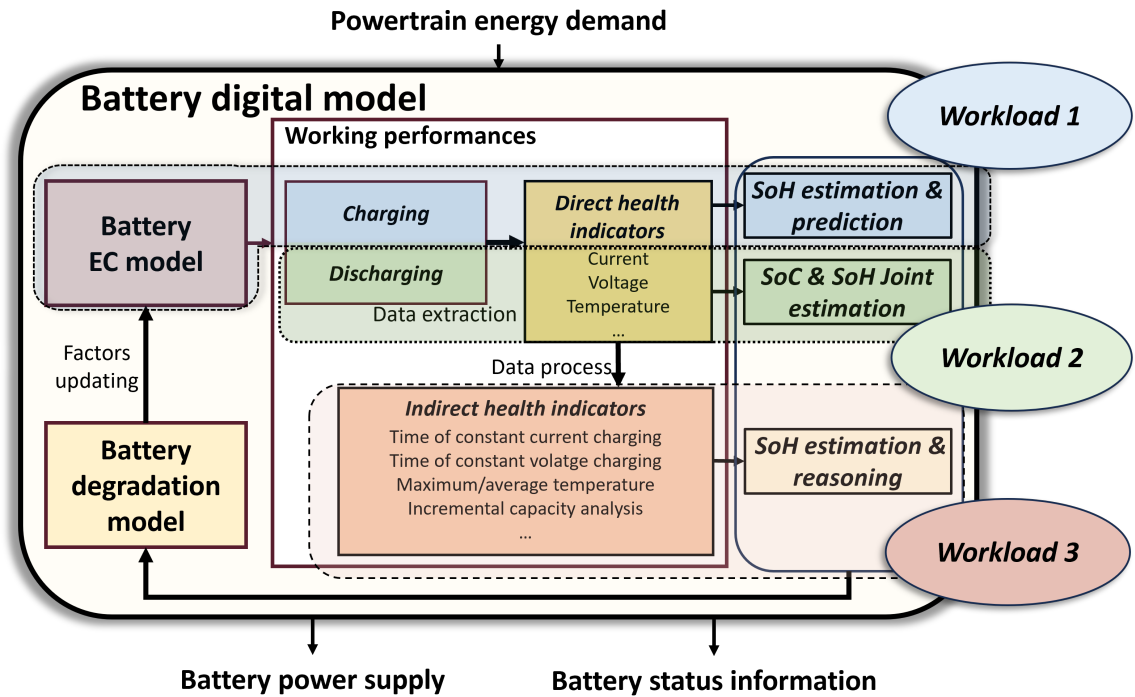 Powertrain energy demand
Battery digital model
Workload 1
Working performances
Battery
EC model
Charging
Discharging
Data extraction
Direct health
indicators
Current
Voltage
Temperature
...
SoH estimation &
prediction
SoC & SoH Joint
estimation
Workload 2
Factors
updating
Data process
Indirect health indicators
Time of constant current charging
Time of constant volatge charging
Maximum/average temperature
Incremental capacity analysis
...
SoH estimation &
reasoning
Battery
degradation
model
Workload 3
Battery power supply
Battery status information